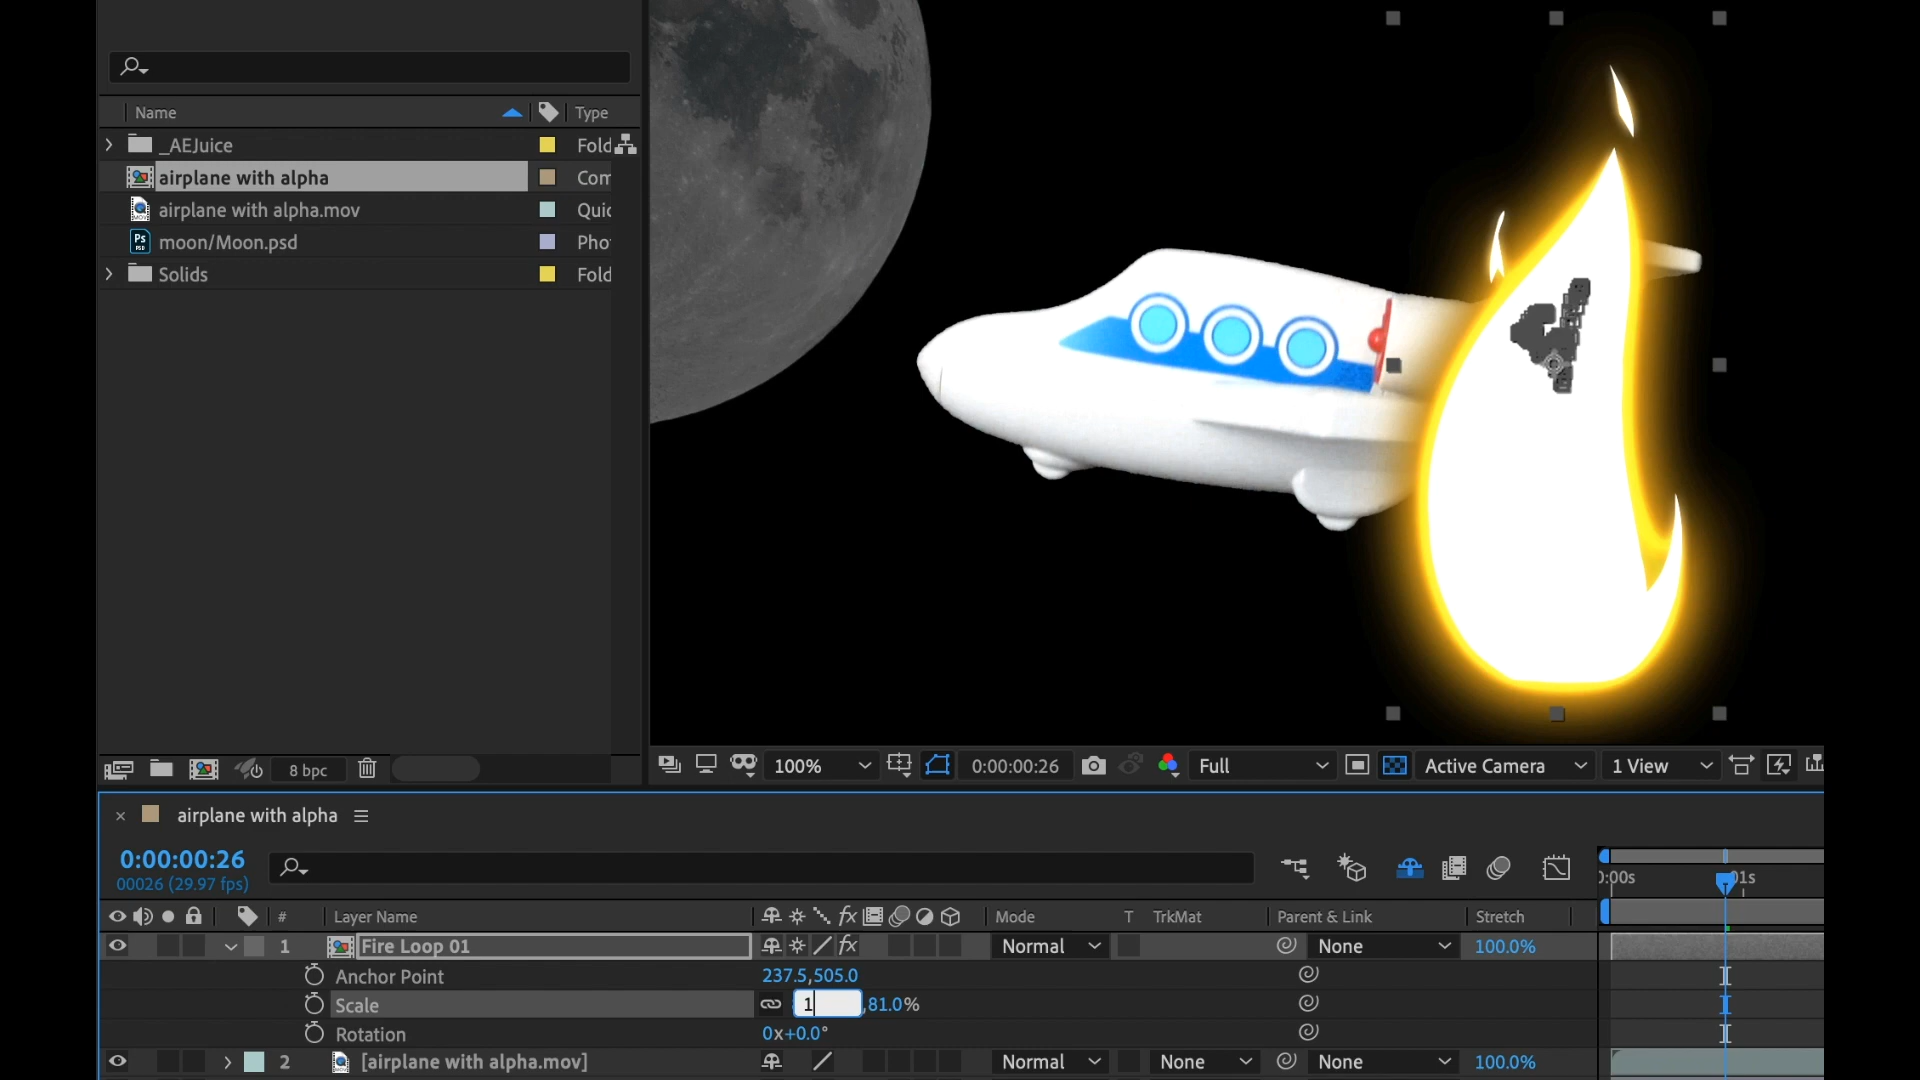 Name Type
_AEJuice Fold
airplane with alpha Com
airplane with alpha.mov Quic
Ps moon/Moon.psd Pho
Solids Fold
8 bpc
100% 0:00:00:26 Full Active Camera 1 View
airplane with alpha
0:00:00:26
00026 (29.97 fps)
0:00s 01s
# Layer Name fx Mode T TrkMat Parent & Link Stretch
1 Fire Loop 01 fx Normal None 100.0%
Anchor Point 237.5,505.0
Scale 1 ,81.0%
Rotation 0x+0.0°
2 [airplane with alpha.mov] Normal None None 100.0%